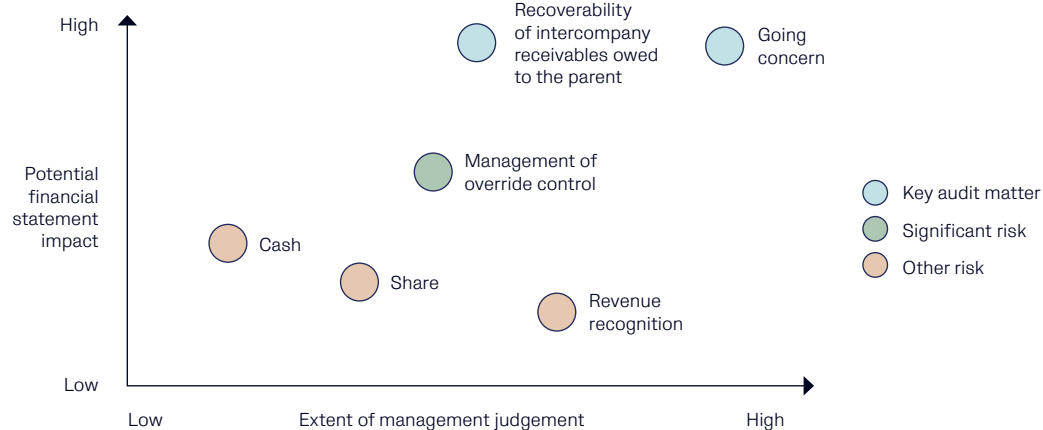 High
Recoverability
of intercompany
receivables owed
to the parent
Going
concern
Potential
financial
statement
impact
Management of
override control
Key audit matter
Significant risk
Other risk
Cash
Share
Revenue
recognition
Low
Low
Extent of management judgement
High